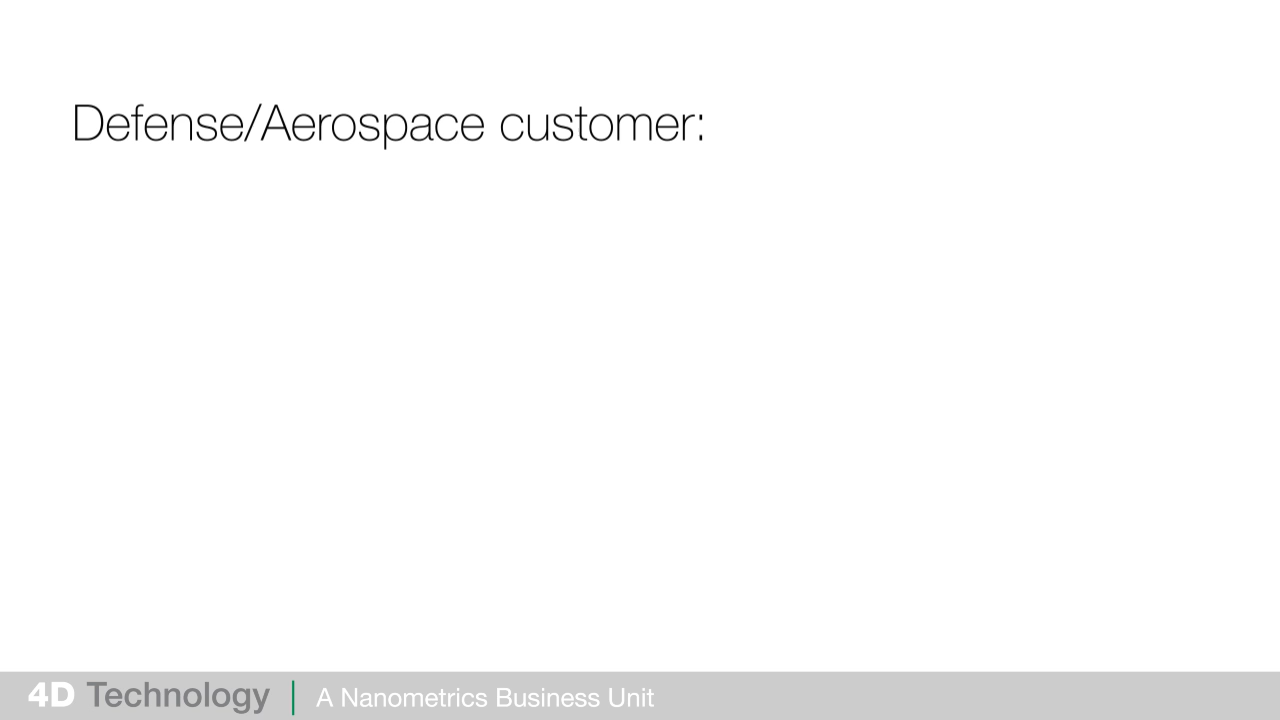 Defense/Aerospace customer:
4D Technology | A Nanometrics Business Unit